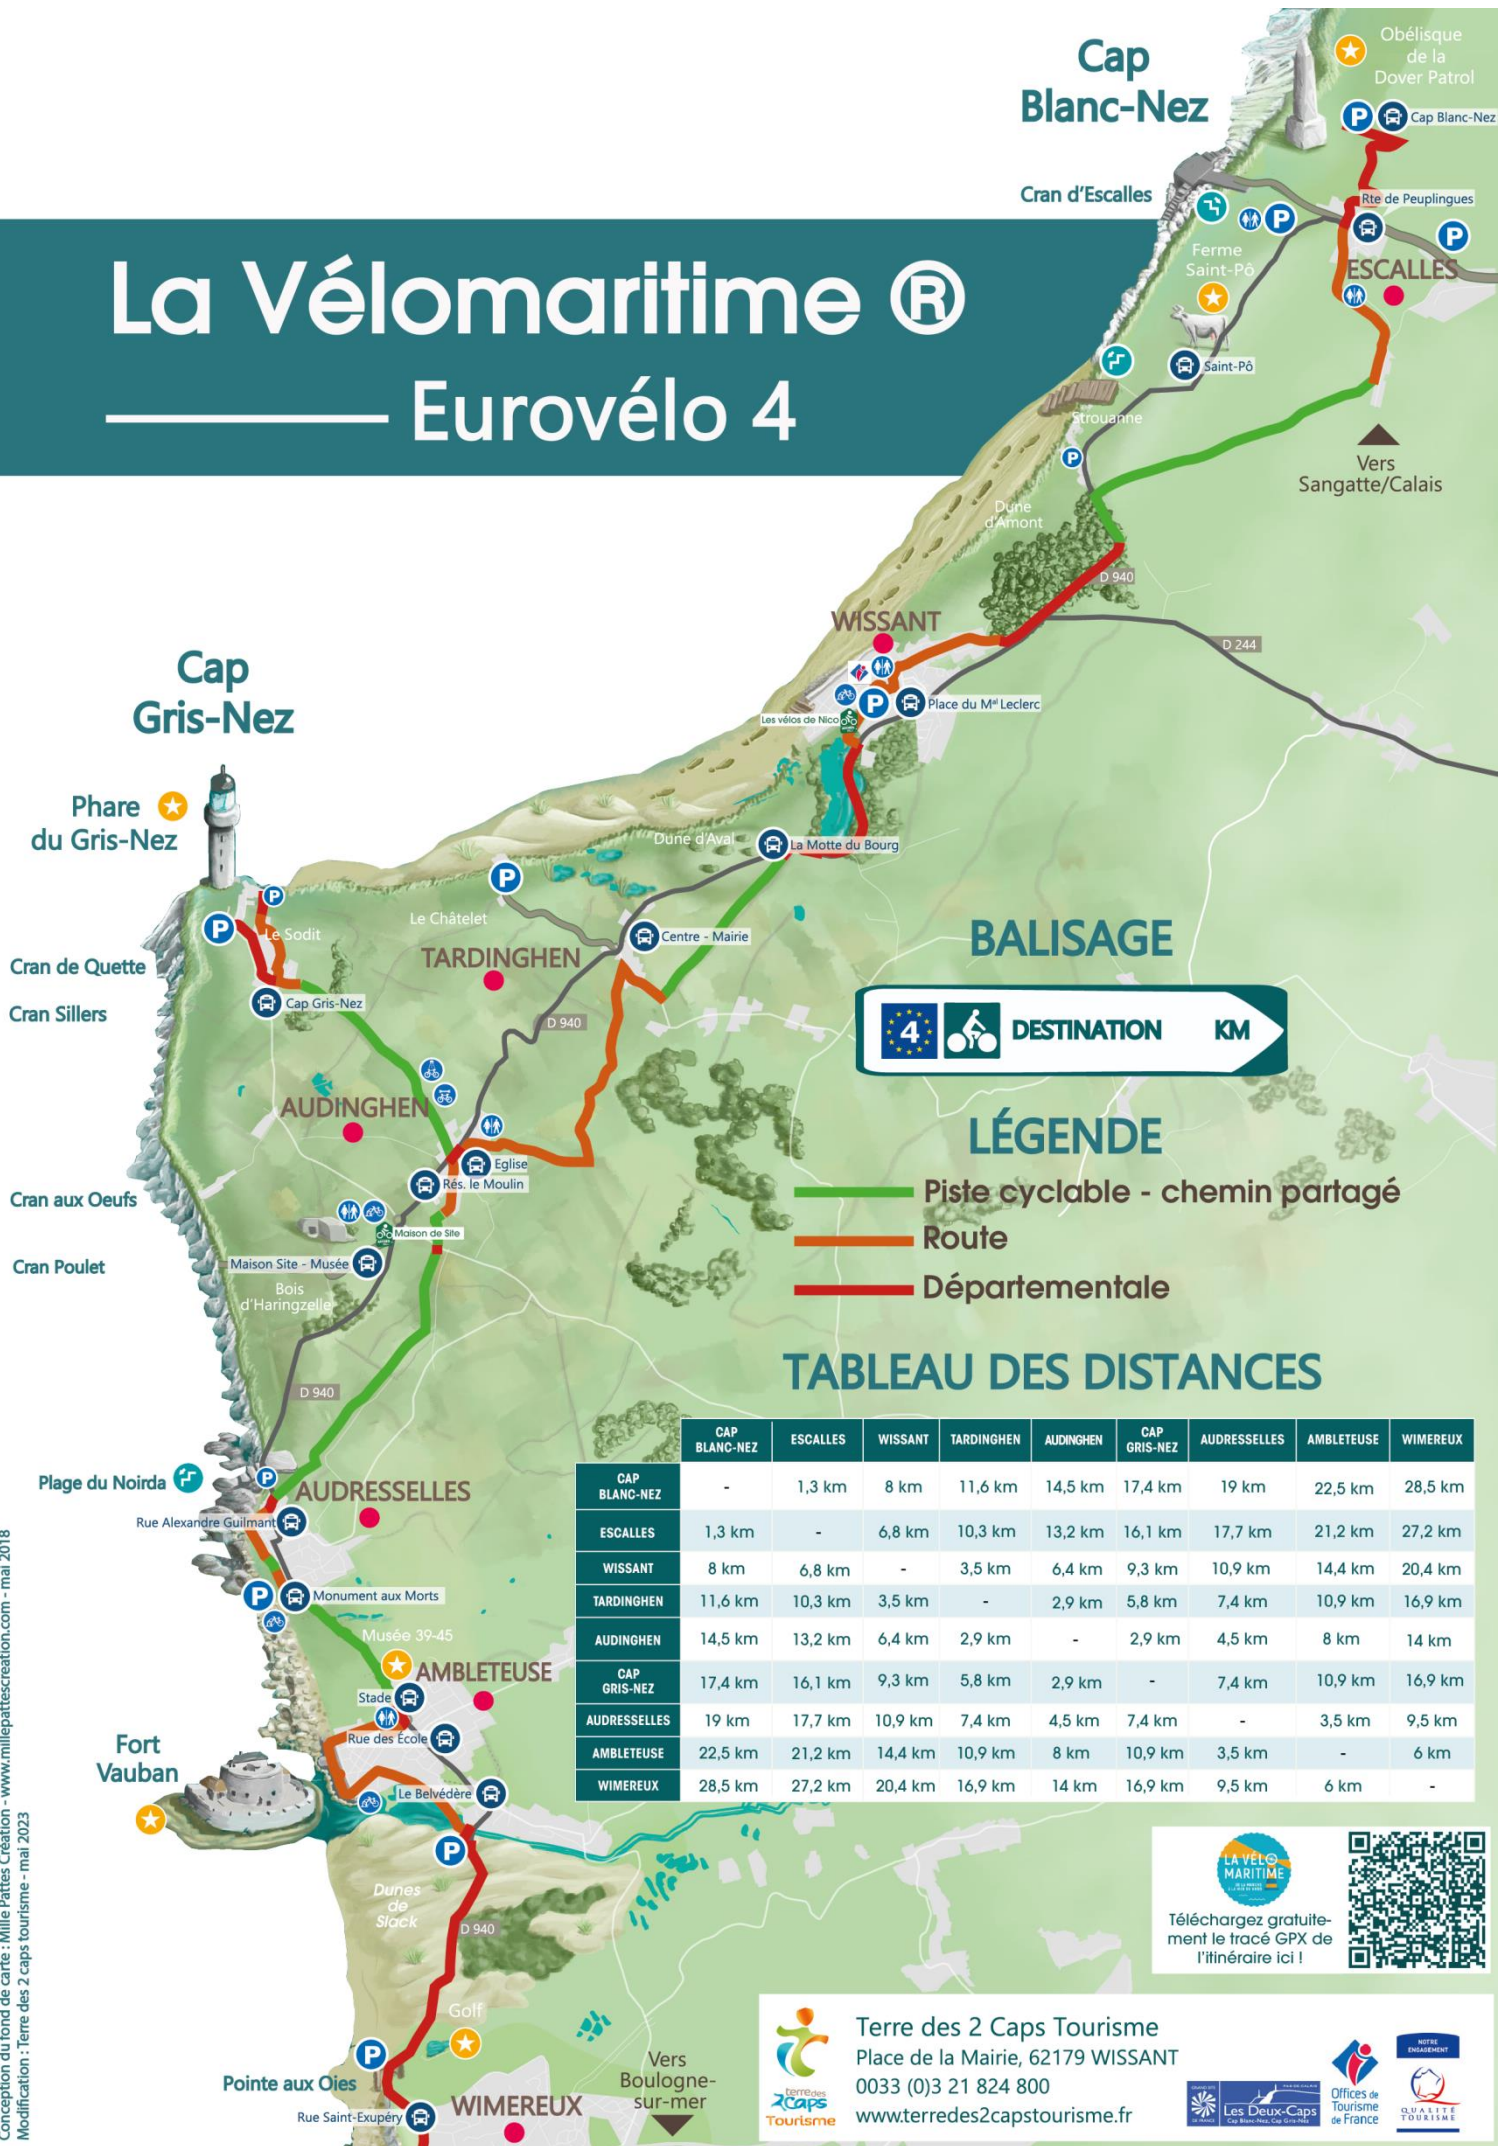 Cap
Blanc-Nez
Obélisque
de la
Dover Patrol
P
Cap Blanc-Nez
Cran d'Escalles
Rte de Peuplingues
P
P
Ferme
Saint-Pô
ESCALLES
La Vélomaritime ®
Eurovélo 4
Saint-Pô
Strouanne
P
Vers
Sangatte/Calais
Dune
d'Amont
D 940
WISSANT
D 244
Cap
Gris-Nez
P
Place du Mal Leclerc
Les vélos de Nico
Phare
du Gris-Nez
Dune d'Aval
La Motte du Bourg
P
P
P
Le Sodit
Le Châtelet
Centre - Mairie
TARDINGHEN
Cran de Quette
Cap Gris-Nez
Cran Sillers
D 940
BALISAGE
4
DESTINATION KM
AUDINGHEN
Eglise
Rés. le Moulin
Cran aux Oeufs
Maison de Site
Maison Site - Musée
Cran Poulet
Bois
d'Haringzelle
LÉGENDE
Piste cyclable - chemin partagé
Route
Départementale
D 940
TABLEAU DES DISTANCES
CAP BLANC-NEZ ESCALLES WISSANT TARDINGHEN AUDINGHEN CAP GRIS-NEZ AUDRESSELLES AMBLETEUSE WIMEREUX
CAP BLANC-NEZ - 1,3 km 8 km 11,6 km 14,5 km 17,4 km 19 km 22,5 km 28,5 km
ESCALLES 1,3 km - 6,8 km 10,3 km 13,2 km 16,1 km 17,7 km 21,2 km 27,2 km
WISSANT 8 km 6,8 km - 3,5 km 6,4 km 9,3 km 10,9 km 14,4 km 20,4 km
TARDINGHEN 11,6 km 10,3 km 3,5 km - 2,9 km 5,8 km 7,4 km 10,9 km 16,9 km
AUDINGHEN 14,5 km 13,2 km 6,4 km 2,9 km - 2,9 km 4,5 km 8 km 14 km
CAP GRIS-NEZ 17,4 km 16,1 km 9,3 km 5,8 km 2,9 km - 7,4 km 10,9 km 16,9 km
AUDRESSELLES 19 km 17,7 km 10,9 km 7,4 km 4,5 km 7,4 km - 3,5 km 9,5 km
AMBLETEUSE 22,5 km 21,2 km 14,4 km 10,9 km 8 km 10,9 km 3,5 km - 6 km
WIMEREUX 28,5 km 27,2 km 20,4 km 16,9 km 14 km 16,9 km 9,5 km 6 km -
Plage du Noirda
P
AUDRESSELLES
Rue Alexandre Guilmant
P
Monument aux Morts
Musée 39-45
AMBLETEUSE
Stade
Rue des École
Fort
Vauban
Le Belvédère
P
Dunes
de
Slack
D 940
Golf
P
Pointe aux Oies
Rue Saint-Exupéry
WIMEREUX
Vers
Boulogne-
sur-mer
LA VÉLO
MARITIME
Téléchargez gratuite-
ment le tracé GPX de
l'itinéraire ici !
terre des
2 caps
Tourisme
Terre des 2 Caps Tourisme
Place de la Mairie, 62179 WISSANT
0033 (0)3 21 824 800
www.terredes2capstourisme.fr
Les Deux-Caps
Cap Blanc-Nez, Cap Gris-Nez
Offices de
Tourisme
de France
NOTRE
ENGAGEMENT
QUALITÉ
TOURISME
Conception du fond de carte : Mille Pattes Création - www.millepattescreation.com - mai 2018
Modification : Terre des 2 caps tourisme - mai 2023